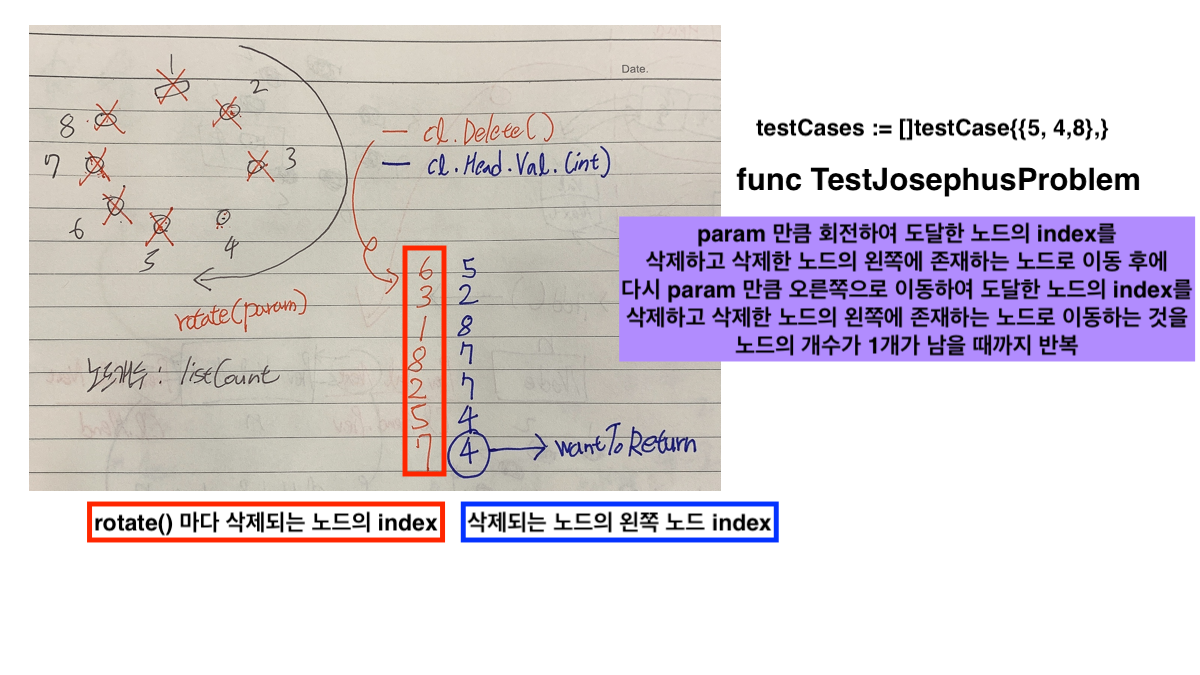 1
2
Date.
8
— cl.Delete()
testCases := []testCase{{5, 4,8},}
7
3
— cl.Head.Val.(int)
func TestJosephusProblem
6
5
4
param 만큼 회전하여 도달한 노드의 index를
삭제하고 삭제한 노드의 왼쪽에 존재하는 노드로 이동 후에
다시 param 만큼 오른쪽으로 이동하여 도달한 노드의 index를
삭제하고 삭제한 노드의 왼쪽에 존재하는 노드로 이동하는 것을
노드의 개수가 1개가 남을 때까지 반복
rotate(param)
노드개수 : listCount
6 5
3 2
1 8
8 7
2 7
5 4
7 4 → wantToReturn
rotate() 마다 삭제되는 노드의 index
삭제되는 노드의 왼쪽 노드 index